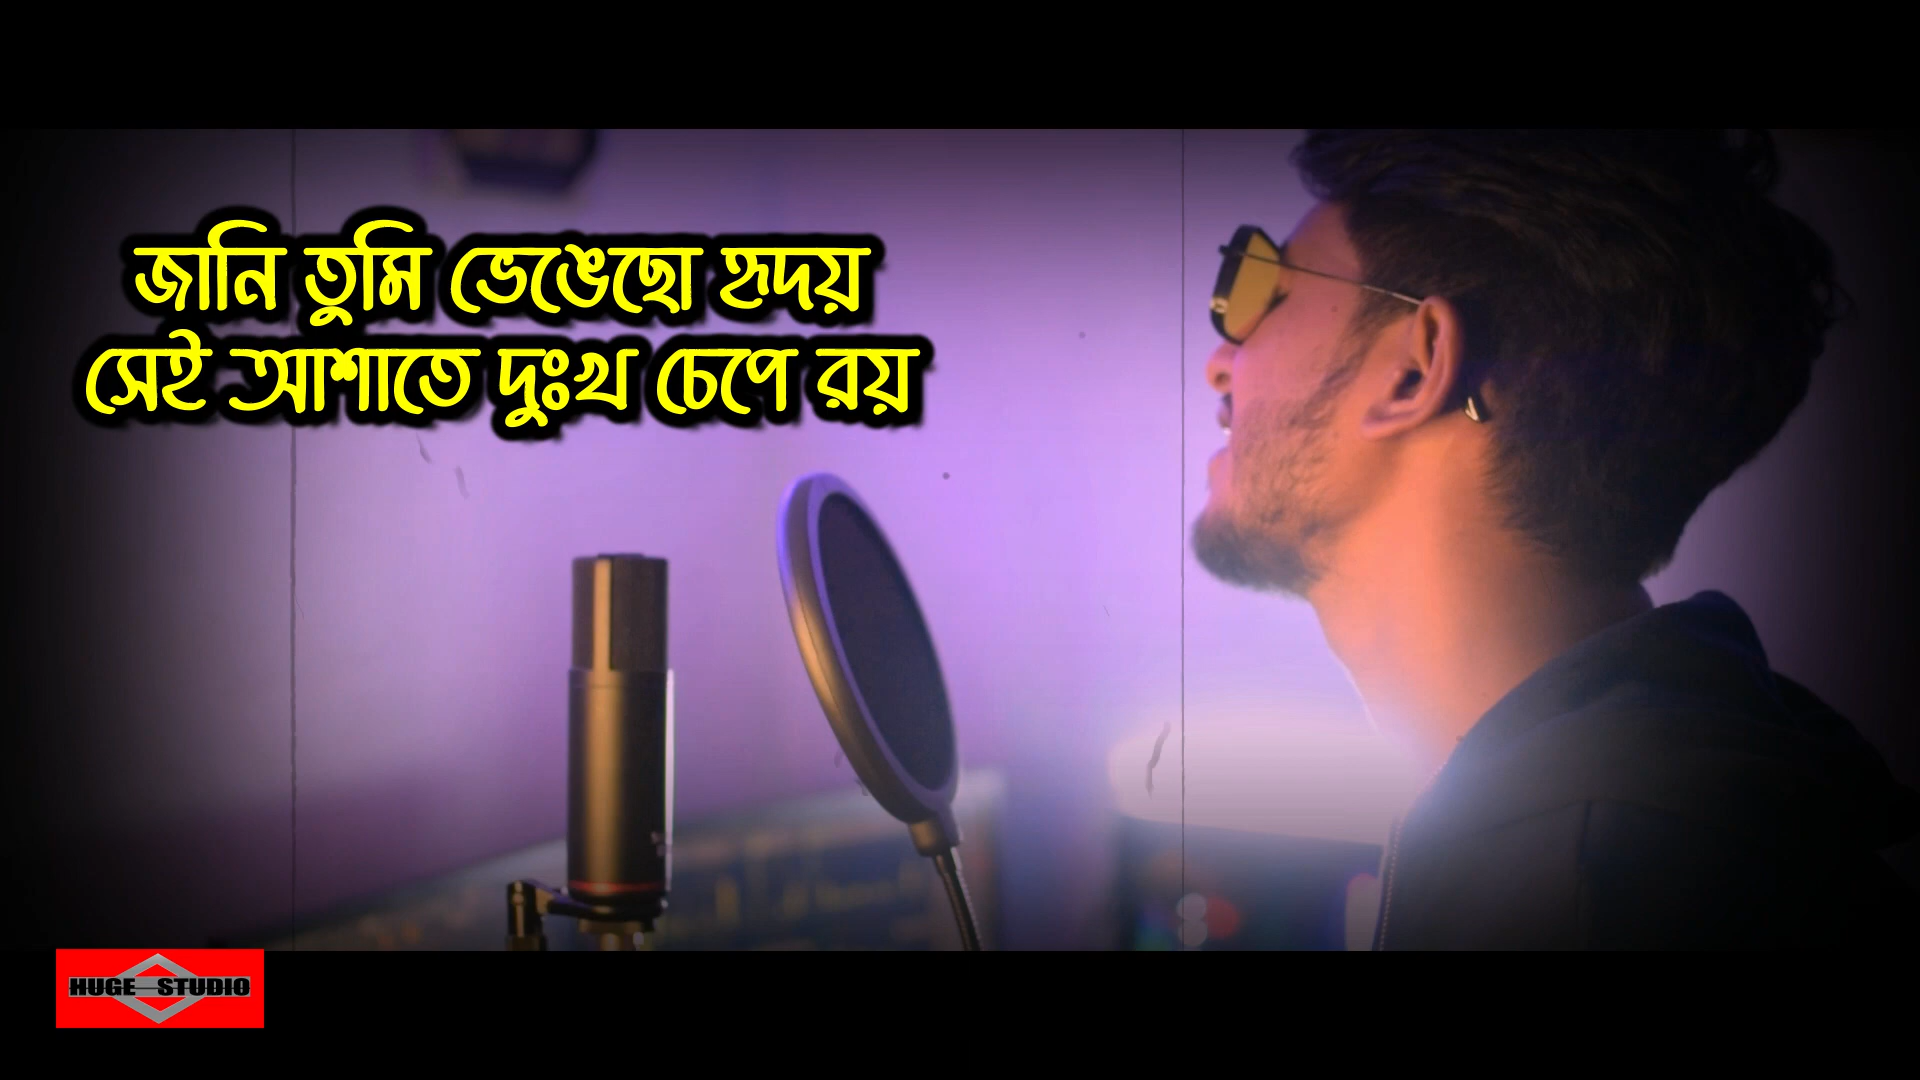 জানি তুমি ভেঙেছো হৃদয়
সেই আশাতে দুঃখ চেপে রয়
HUGE STUDIO